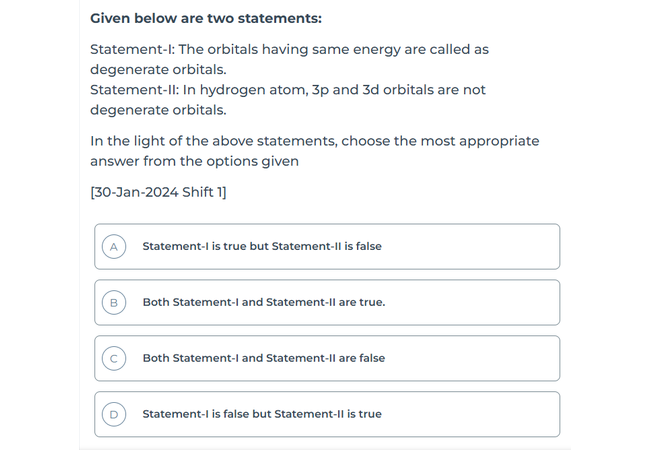 Given below are two statements:
Statement-I: The orbitals having same energy are called as
degenerate orbitals.
Statement-II: In hydrogen atom, 3p and 3d orbitals are not
degenerate orbitals.
In the light of the above statements, choose the most appropriate
answer from the options given
[30-Jan-2024 Shift 1]
A Statement-I is true but Statement-II is false
B Both Statement-I and Statement-II are true.
C Both Statement-I and Statement-II are false
D Statement-I is false but Statement-II is true